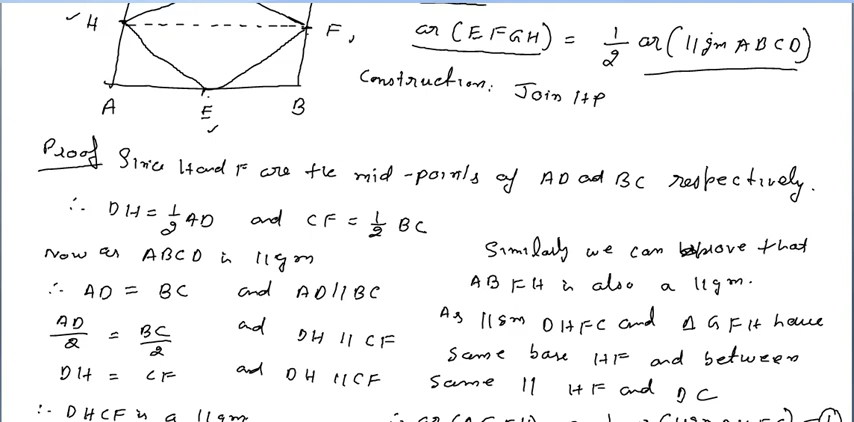 H
F,
ar (EFGH) = 1/2 ar(||gm ABCD)
A
E
B
Construction: Join HF
Proof Since H and F are the mid-points of AD ad BC respectively.
∴ DH = 1/2 AD and CF = 1/2 BC
Now as ABCD is ||gm
∴ AD = BC and AD || BC
AD/2 = BC/2 ad DH || CF
DH = CF and DH || CF
∴ DHCF is a ||gm
Similarly we can prove that
ABFH is also a ||gm.
As ||gm DHFC and Δ GFH have
same base HF and between
same || HF and DC